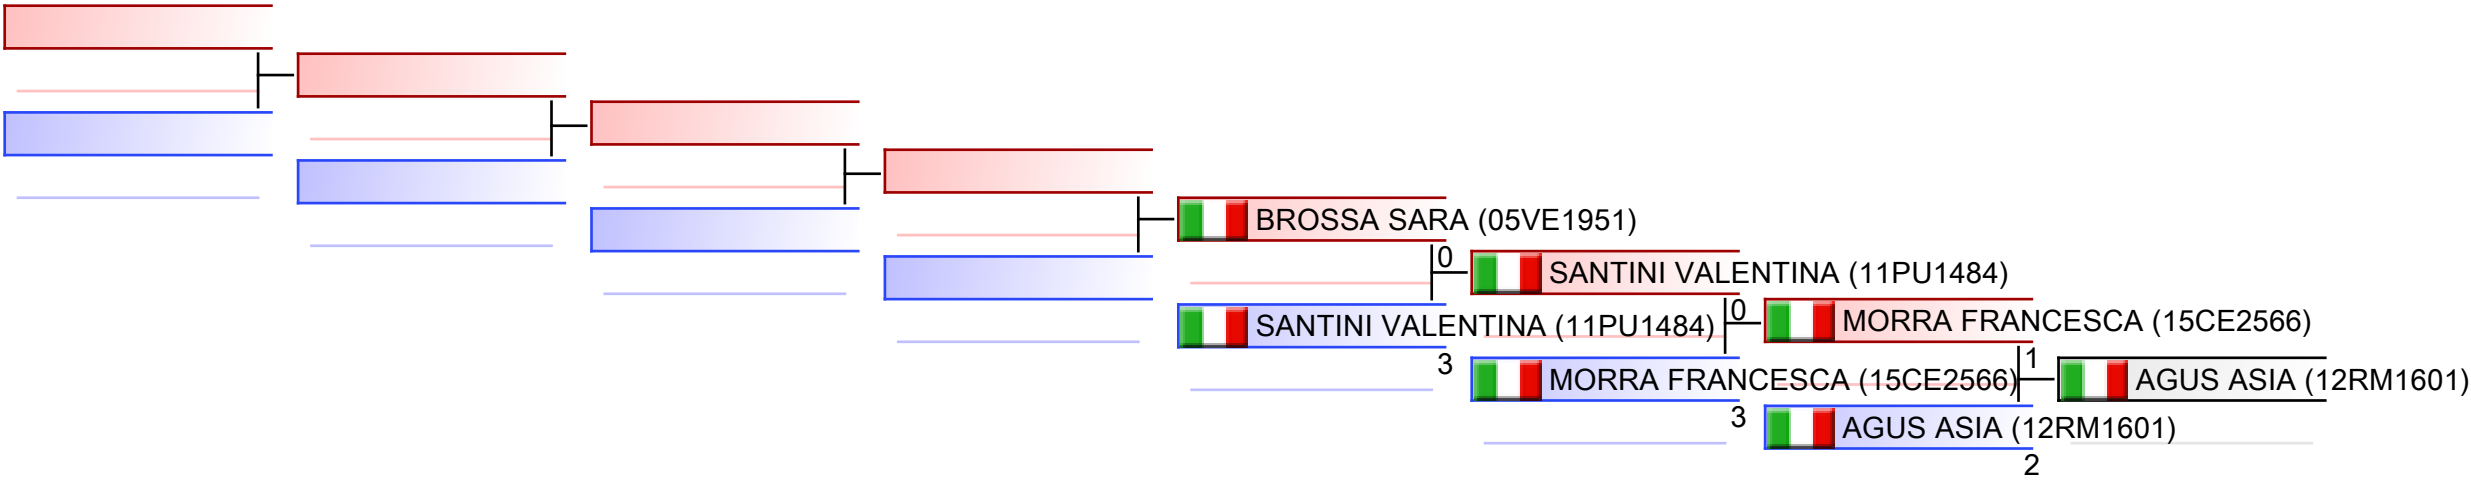 BROSSA SARA (05VE1951)
0
SANTINI VALENTINA (11PU1484)
3
SANTINI VALENTINA (11PU1484)
0
MORRA FRANCESCA (15CE2566)
3
MORRA FRANCESCA (15CE2566)
1
AGUS ASIA (12RM1601)
2
AGUS ASIA (12RM1601)